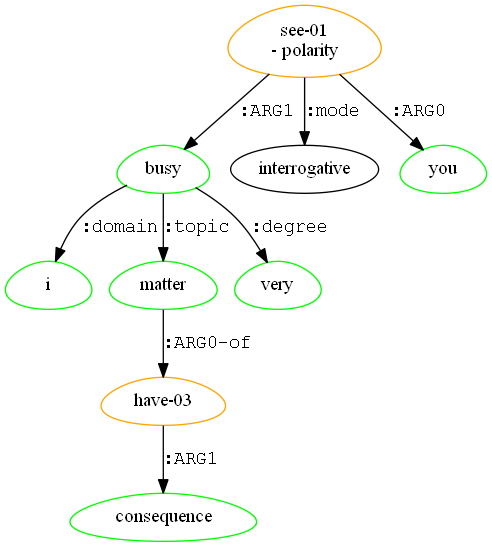 see-01
- polarity
:ARG1 :mode :ARG0
busy interrogative you
:domain :topic :degree
i matter very
:ARG0-of
have-03
:ARG1
consequence